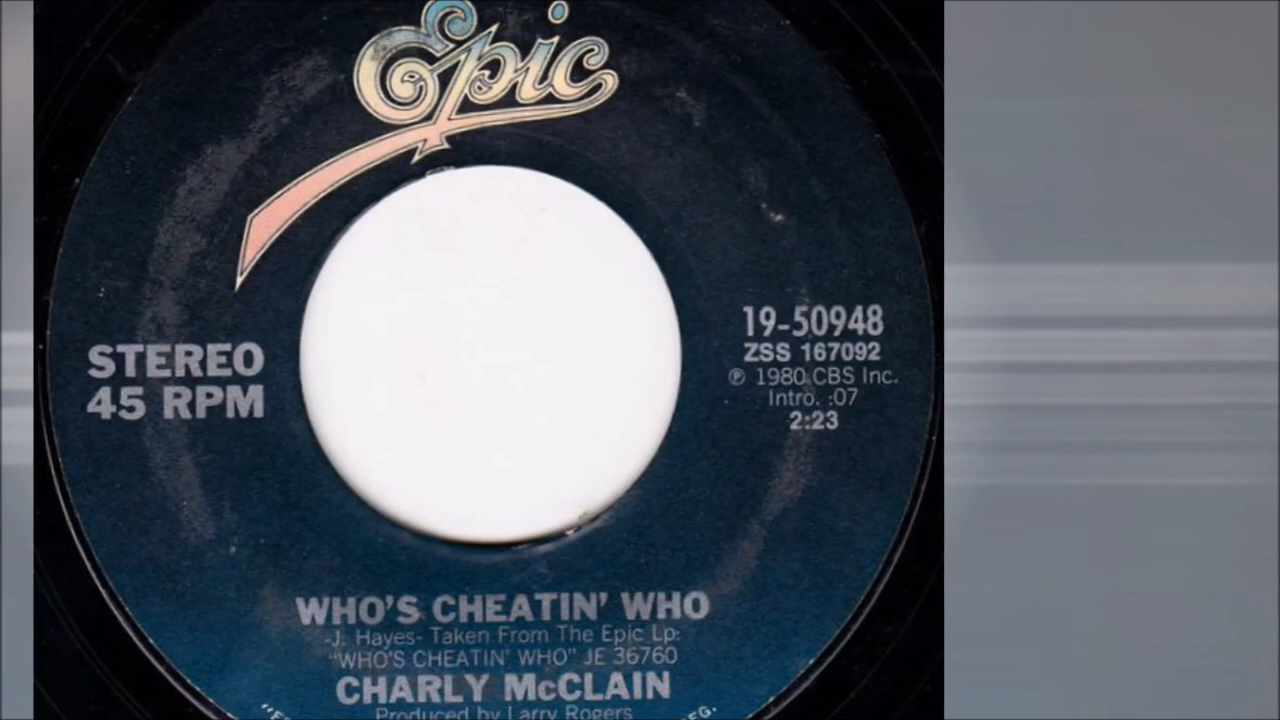 Epic
STEREO
45 RPM
19-50948
ZSS 167092
℗ 1980 CBS Inc.
Intro. :07
2:23
WHO'S CHEATIN' WHO
-J. Hayes- Taken From The Epic Lp:
"WHO'S CHEATIN' WHO" JE 36760
CHARLY McCLAIN
Produced by Larry Rogers